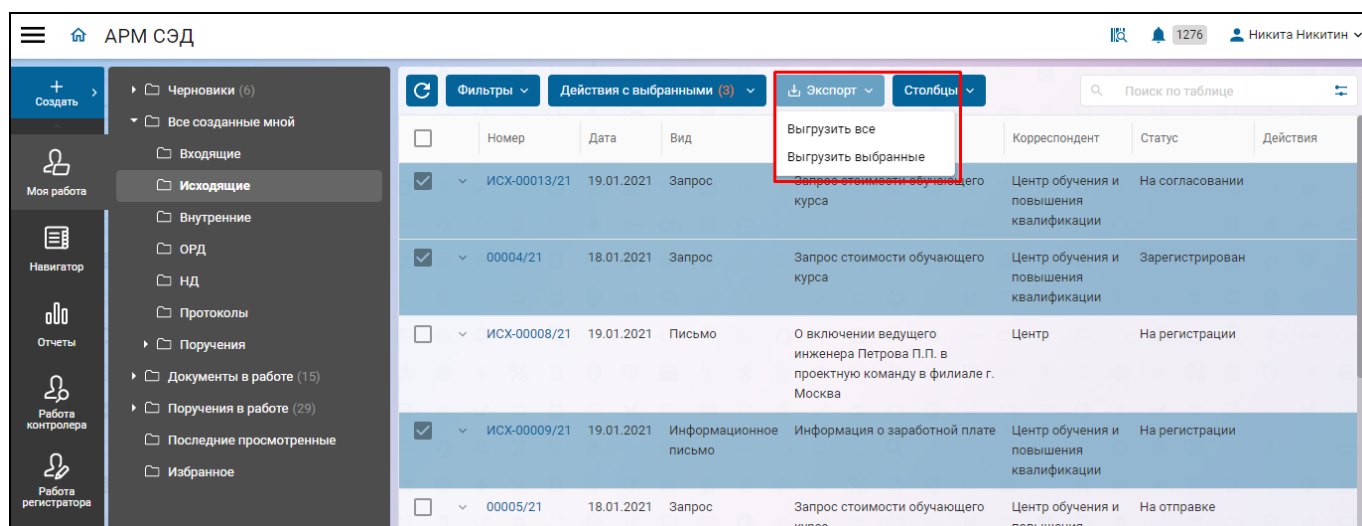 АРМ СЭД
1276
Никита Никитин
Создать
Моя работа
Навигатор
Отчеты
Работа
контролера
Работа
регистратора
Черновики (6)
Все созданные мной
Входящие
Исходящие
Внутренние
ОРД
НД
Протоколы
Поручения
Документы в работе (15)
Поручения в работе (29)
Последние просмотренные
Избранное
Фильтры
Действия с выбранными (3)
Экспорт
Столбцы
Поиск по таблице
Выгрузить все
Выгрузить выбранные
Номер Дата Вид Корреспондент Статус Действия
ИСХ-00013/21 19.01.2021 Запрос Запрос стоимости обучающего Центр обучения и На согласовании
курса повышения
квалификации
00004/21 18.01.2021 Запрос Запрос стоимости обучающего Центр обучения и Зарегистрирован
курса повышения
квалификации
ИСХ-00008/21 19.01.2021 Письмо О включении ведущего Центр На регистрации
инженера Петрова П.П. в
проектную команду в филиале г.
Москва
ИСХ-00009/21 19.01.2021 Информационное Информация о заработной плате Центр обучения и На регистрации
письмо повышения
квалификации
00005/21 18.01.2021 Запрос Запрос стоимости обучающего Центр обучения и На отправке